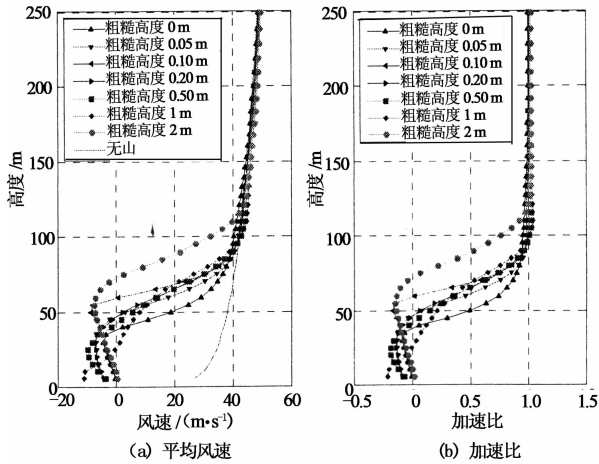 250
200
150
100
50
0
高度/m
粗糙高度 0 m
粗糙高度 0.05 m
粗糙高度 0.10 m
粗糙高度 0.20 m
粗糙高度 0.50 m
粗糙高度 1 m
粗糙高度 2 m
无山
-20 0 20 40 60
风速/(m·s⁻¹)
(a) 平均风速
250
200
150
100
50
0
高度/m
粗糙高度 0 m
粗糙高度 0.05 m
粗糙高度 0.10 m
粗糙高度 0.20 m
粗糙高度 0.50 m
粗糙高度 1 m
粗糙高度 2 m
-0.5 0 0.5 1.0 1.5
加速比
(b) 加速比